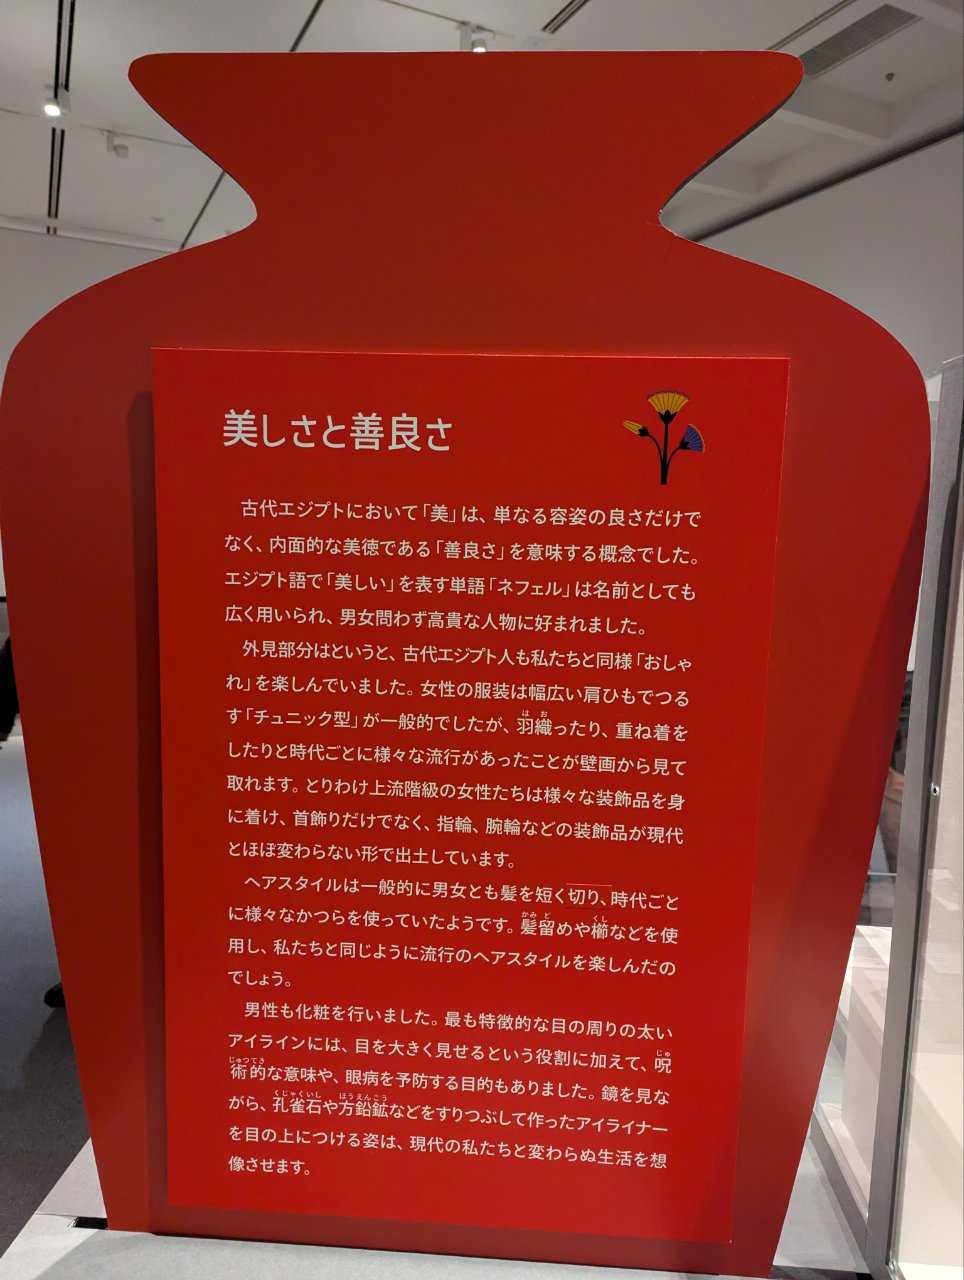 美しさと善良さ
古代エジプトにおいて「美」は、単なる容姿の良さだけで
なく、内面的な美徳である「善良さ」を意味する概念でした。
エジプト語で「美しい」を表す単語「ネフェル」は名前としても
広く用いられ、男女問わず高貴な人物に好まれました。
外見部分はというと、古代エジプト人も私たちと同様「おしゃ
れ」を楽しんでいました。女性の服装は幅広い肩ひもでつる
す「チュニック型」が一般的でしたが、羽織ったり、重ね着を
したりと時代ごとに様々な流行があったことが壁画から見て
取れます。とりわけ上流階級の女性たちは様々な装飾品を身
に着け、首飾りだけでなく、指輪、腕輪などの装飾品が現代
とほぼ変わらない形で出土しています。
ヘアスタイルは一般的に男女とも髪を短く切り、時代ごと
に様々なかつらを使っていたようです。髪留めや櫛などを使
用し、私たちと同じように流行のヘアスタイルを楽しんだの
でしょう。
男性も化粧を行いました。最も特徴的な目の周りの太い
アイラインには、目を大きく見せるという役割に加えて、呪
術的な意味や、眼病を予防する目的もありました。鏡を見な
がら、孔雀石や方鉛鉱などをすりつぶして作ったアイライナー
を目の上につける姿は、現代の私たちと変わらぬ生活を想
像させます。